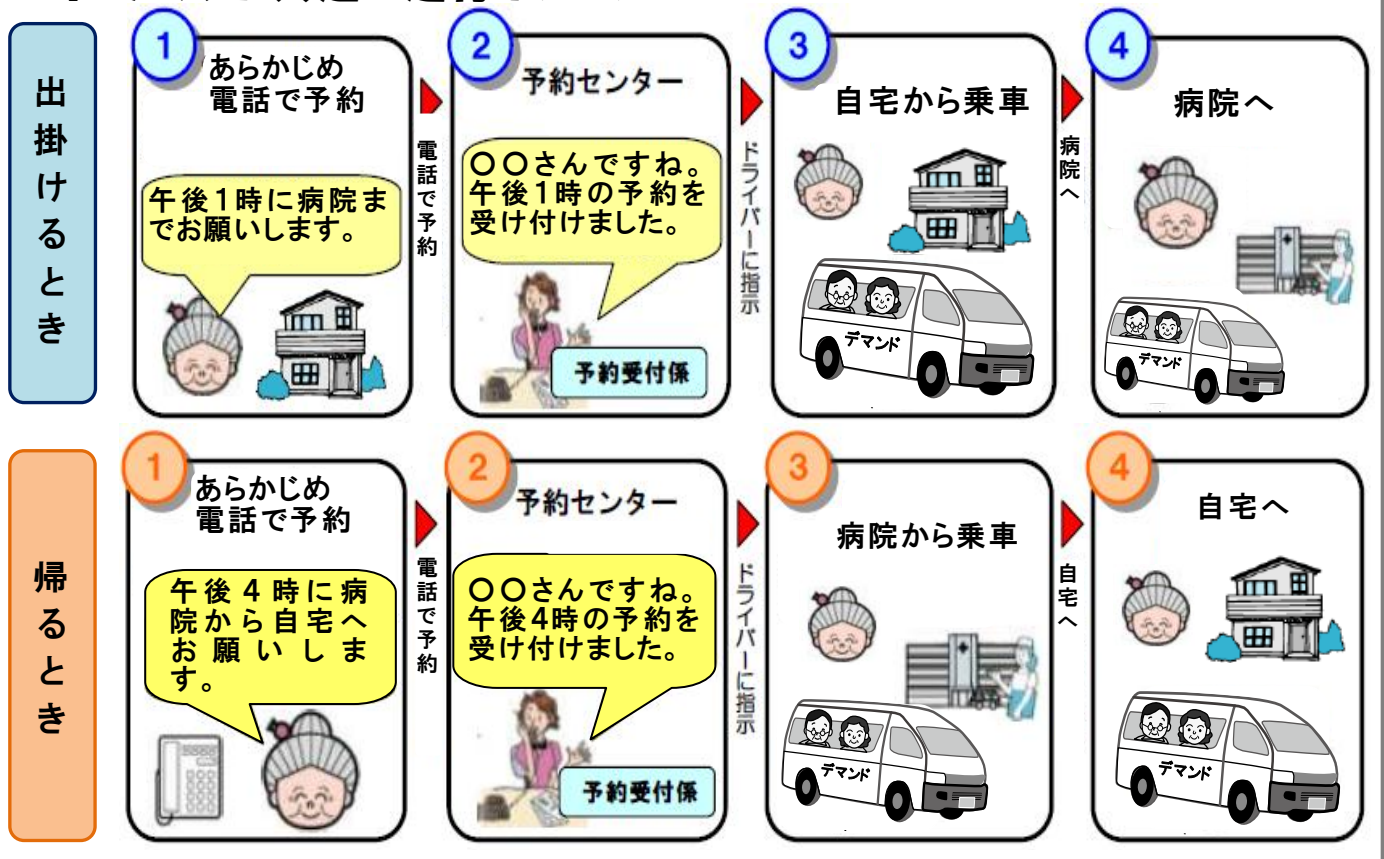 出掛けるとき
1
あらかじめ
電話で予約
午後1時に病院ま
でお願いします。
電話で予約
2
予約センター
〇〇さんですね。
午後1時の予約を
受け付けました。
予約受付係
ドライバーに指示
3
自宅から乗車
デマンド
病院へ
4
病院へ
デマンド
帰るとき
1
あらかじめ
電話で予約
午後4時に病
院から自宅へ
お願いしま
す。
電話で予約
2
予約センター
〇〇さんですね。
午後4時の予約を
受け付けました。
予約受付係
ドライバーに指示
3
病院から乗車
デマンド
自宅へ
4
自宅へ
デマンド